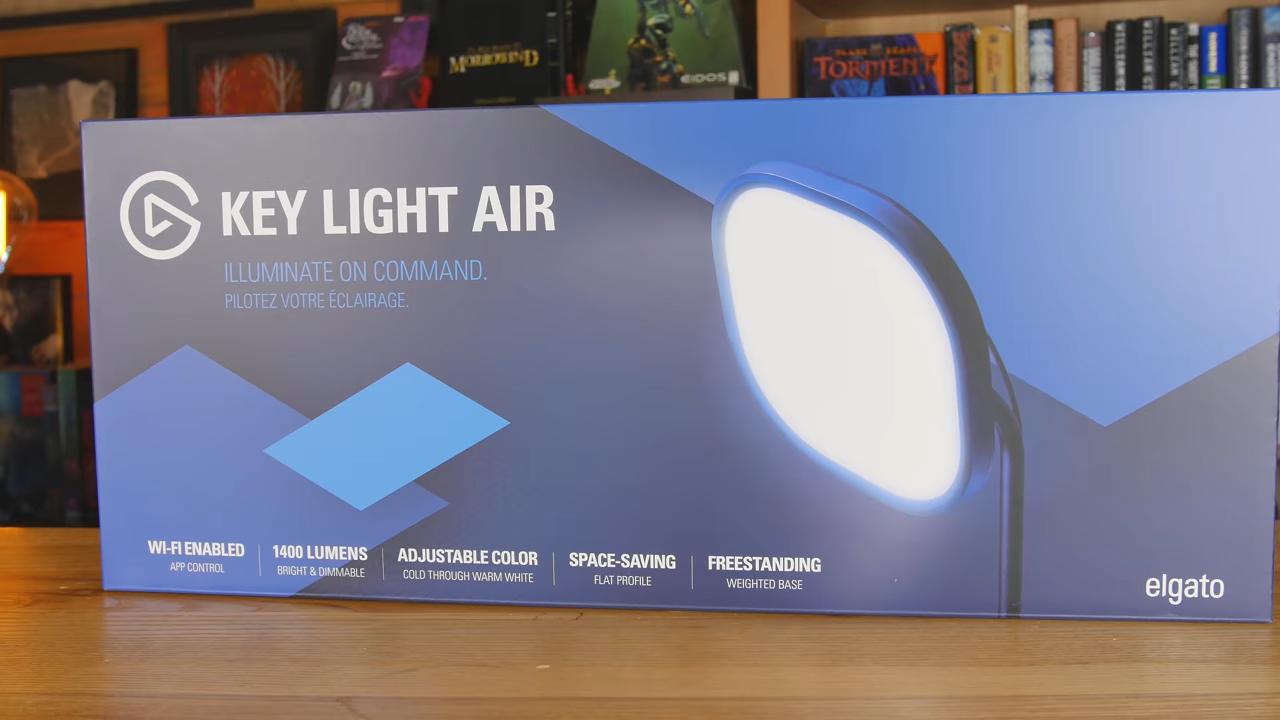 MORROWIND
EIDOS
TORMENT
KEY LIGHT AIR
ILLUMINATE ON COMMAND.
PILOTEZ VOTRE ÉCLAIRAGE.
WI-FI ENABLED
APP CONTROL
1400 LUMENS
BRIGHT & DIMMABLE
ADJUSTABLE COLOR
COLD THROUGH WARM WHITE
SPACE-SAVING
FLAT PROFILE
FREESTANDING
WEIGHTED BASE
elgato